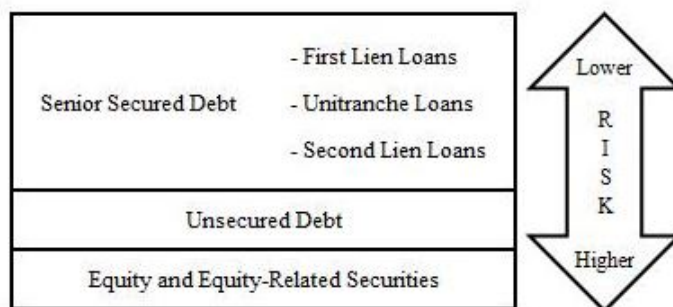 - First Lien Loans
Senior Secured Debt
- Unitranche Loans
- Second Lien Loans
Unsecured Debt
Equity and Equity-Related Securities
Lower
R
I
S
K
Higher